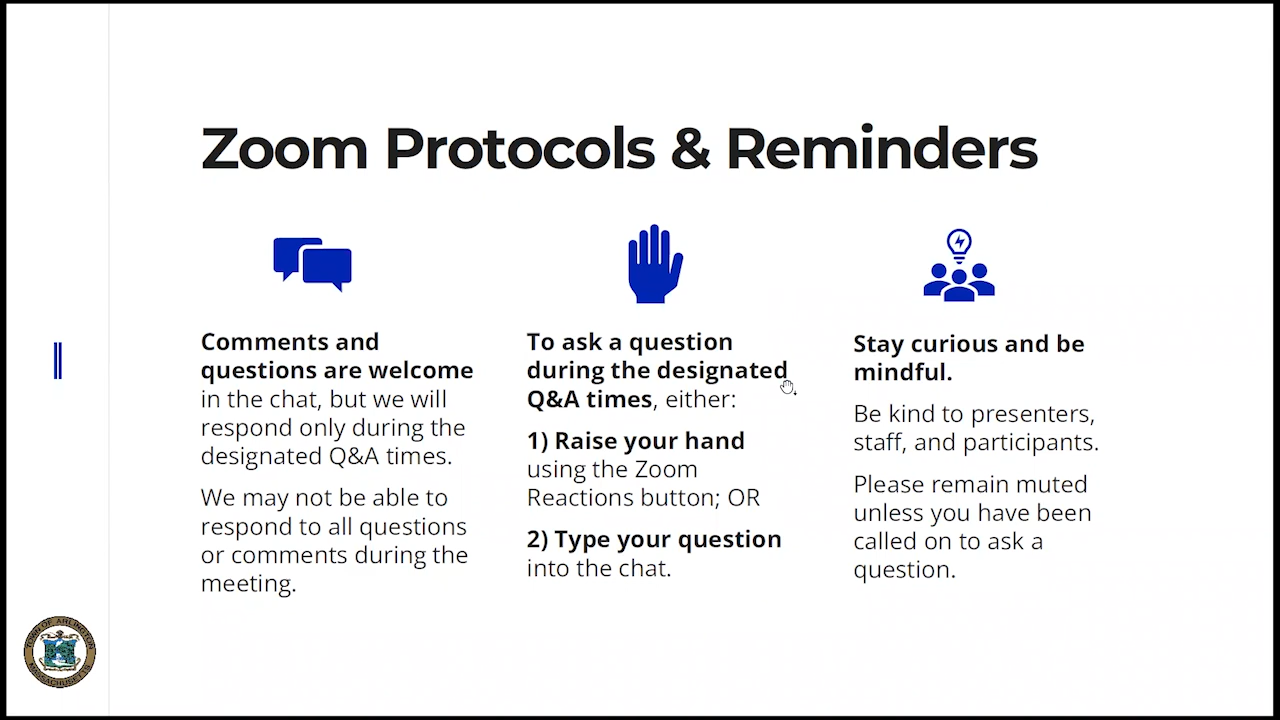 Zoom Protocols & Reminders
Comments and
questions are welcome
in the chat, but we will
respond only during the
designated Q&A times.
We may not be able to
respond to all questions
or comments during the
meeting.
To ask a question
during the designated
Q&A times, either:
1) Raise your hand
using the Zoom
Reactions button; OR
2) Type your question
into the chat.
Stay curious and be
mindful.
Be kind to presenters,
staff, and participants.
Please remain muted
unless you have been
called on to ask a
question.
TOWN OF ARLINGTON
MASSACHUSETTS